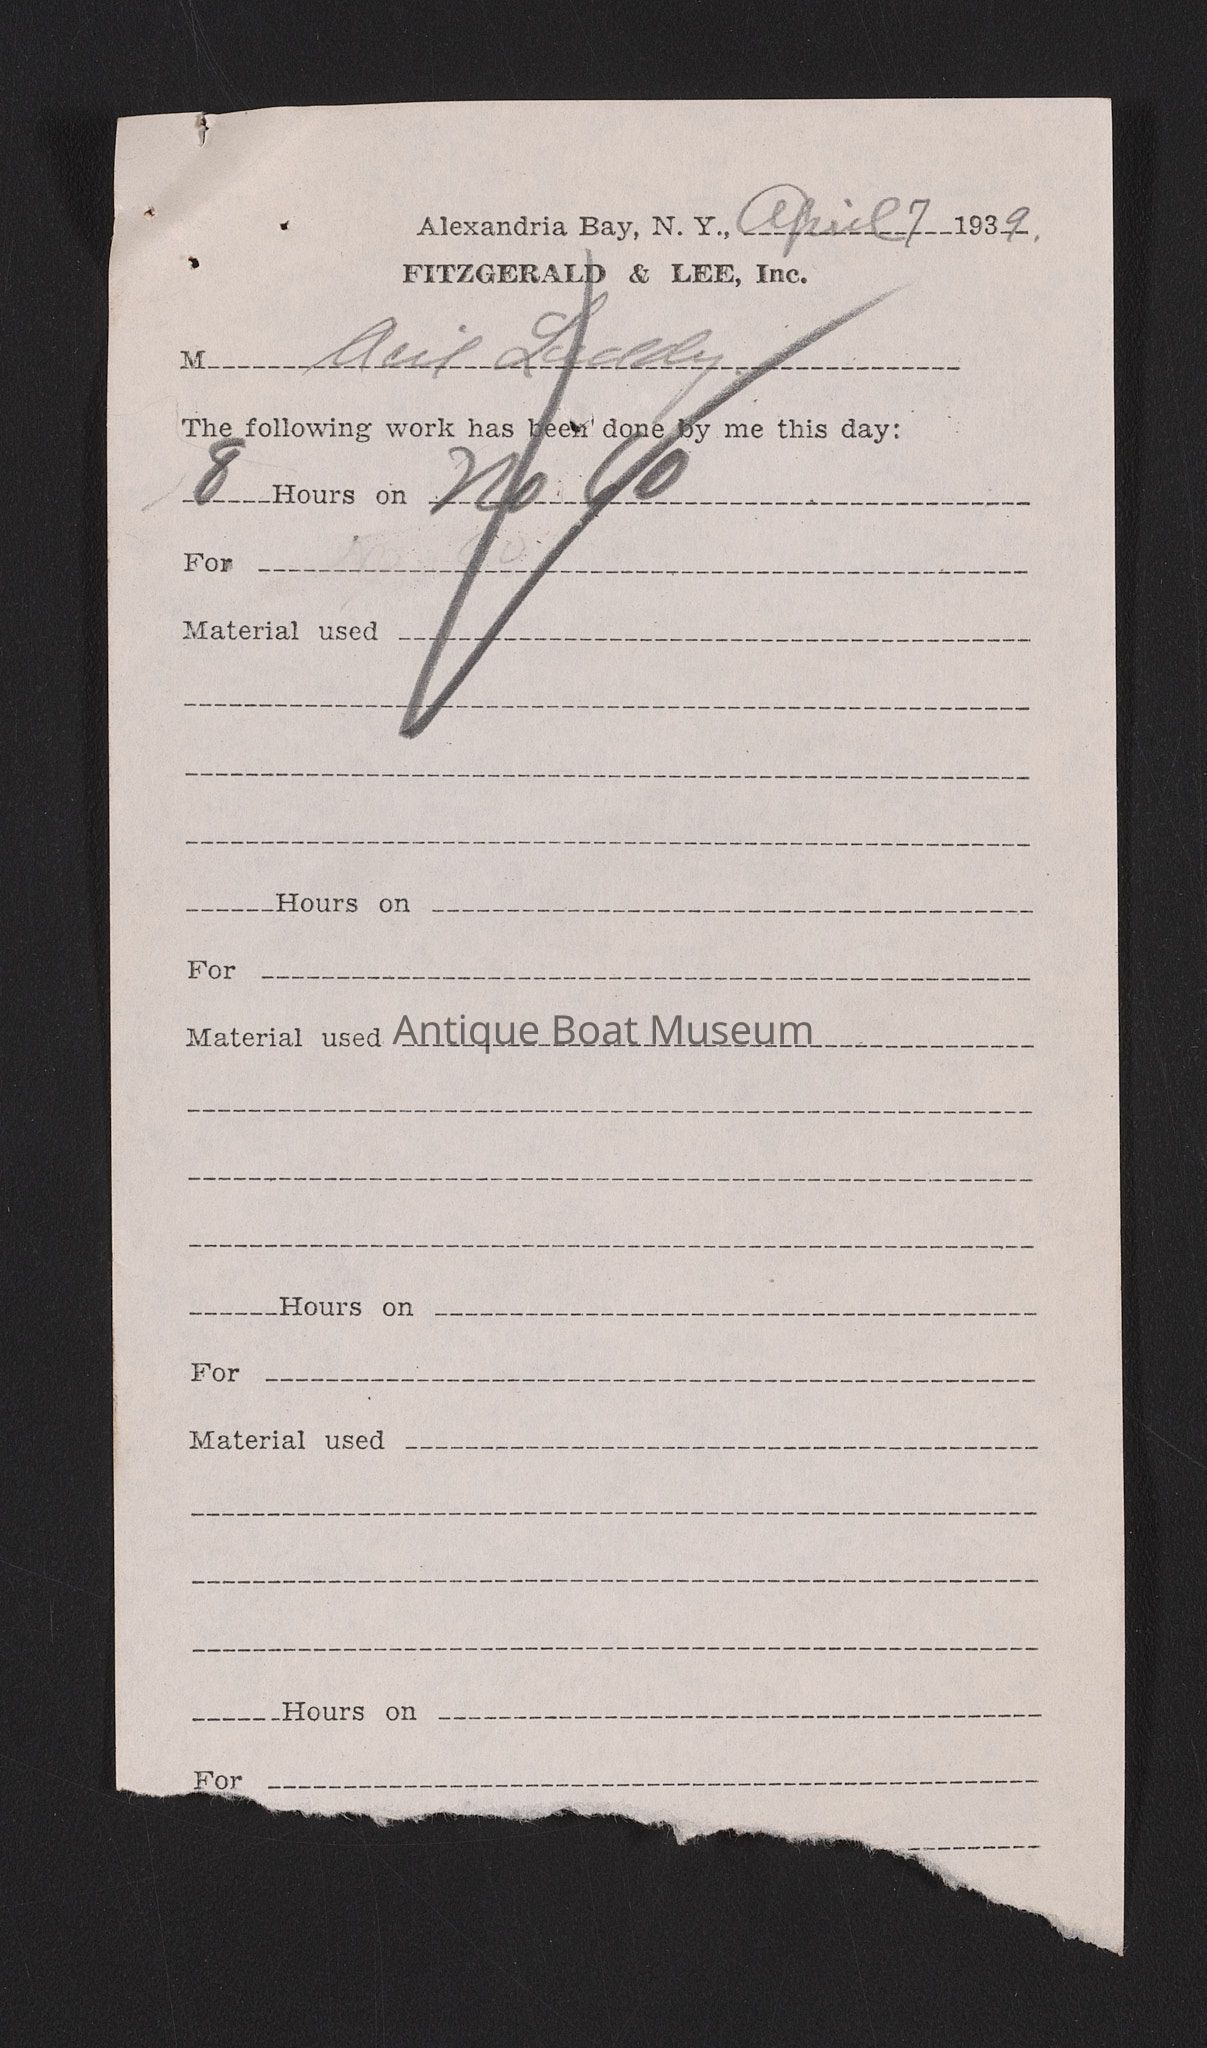 Alexandria Bay, N. Y., April 7 1939.
FITZGERALD & LEE, Inc.
M
The following work has been done by me this day:
8 Hours on No 60
For
Material used
Hours on
For
Material used
Antique Boat Museum
Hours on
For
Material used
Hours on
For